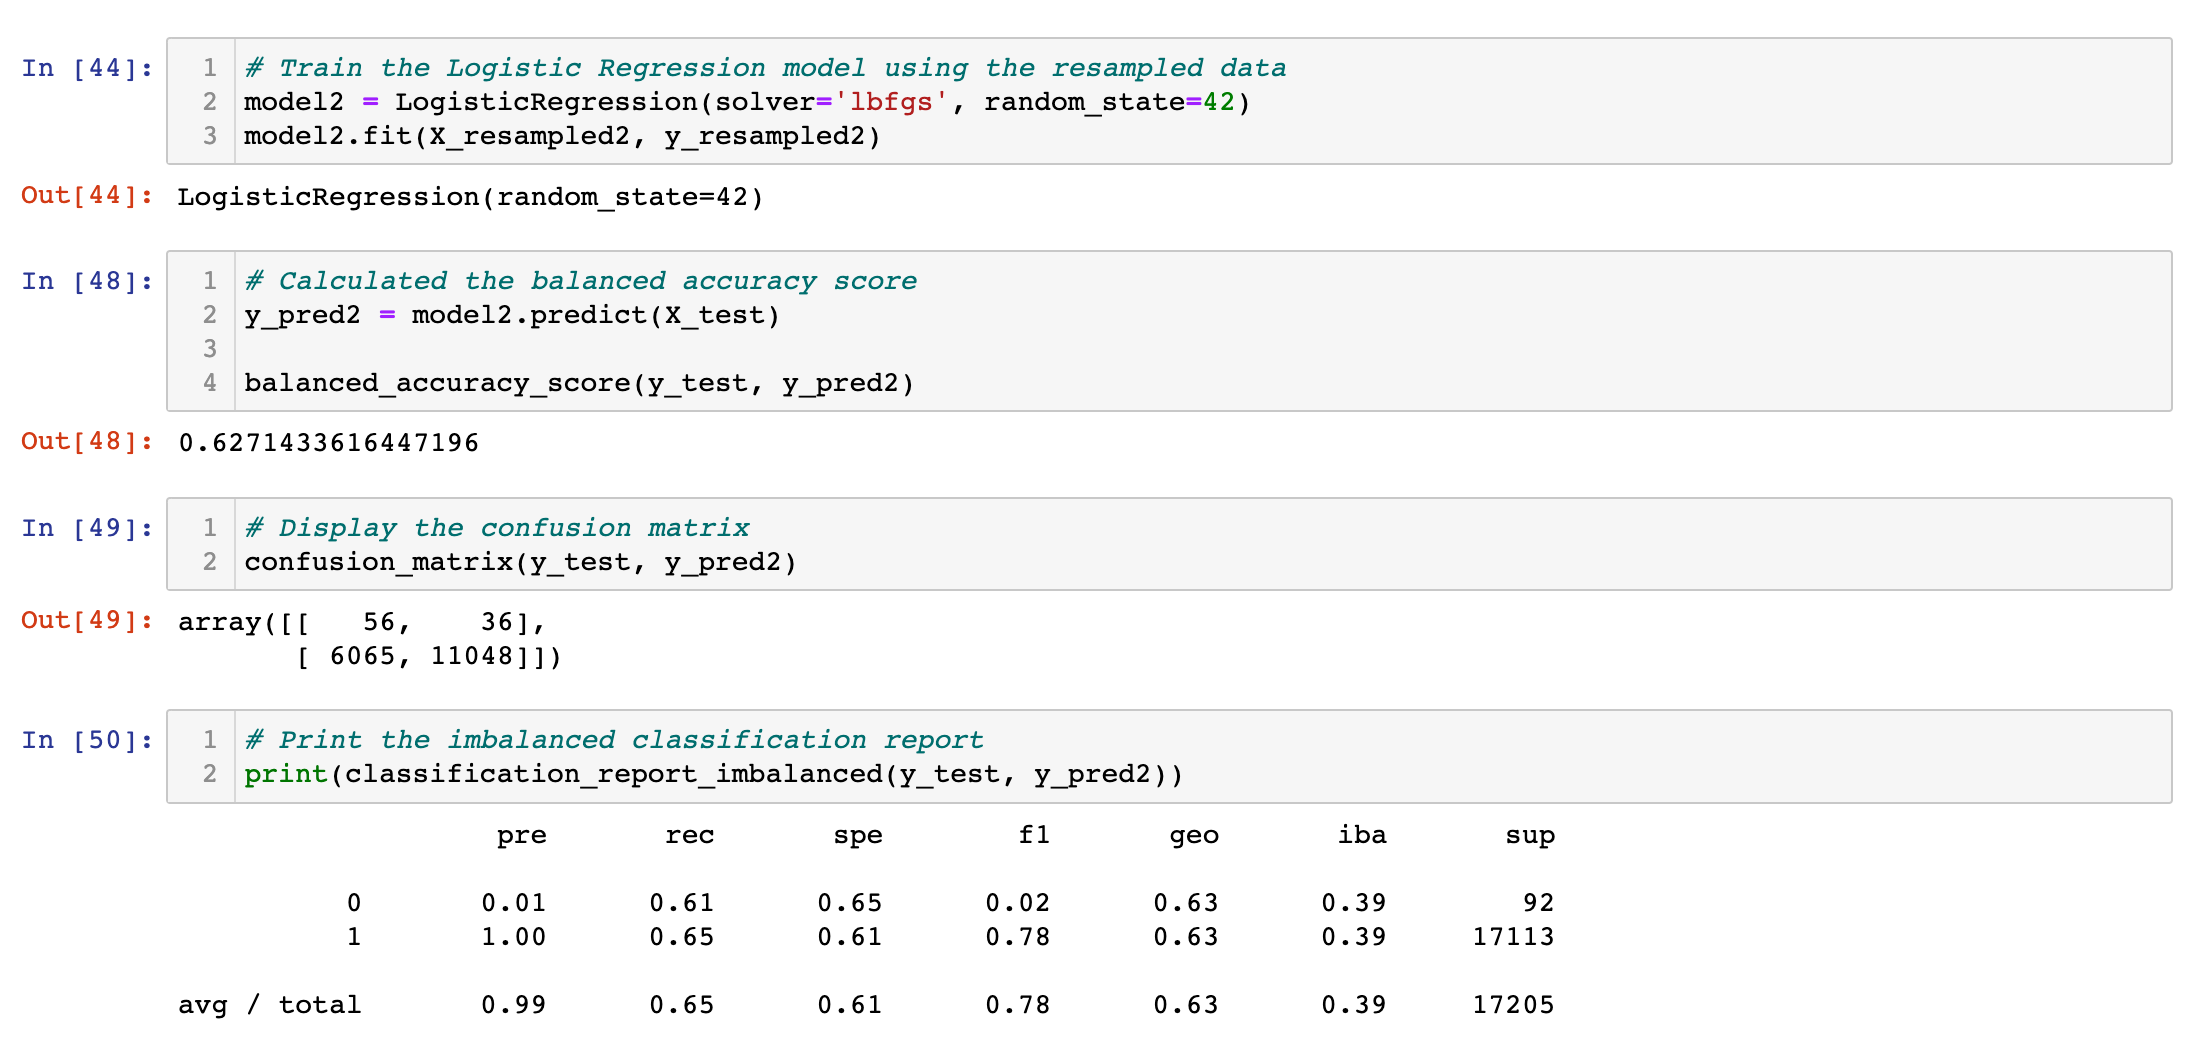 In [44]: 1 # Train the Logistic Regression model using the resampled data
2 model2 = LogisticRegression(solver='lbfgs', random_state=42)
3 model2.fit(X_resampled2, y_resampled2)
Out[44]: LogisticRegression(random_state=42)
In [48]: 1 # Calculated the balanced accuracy score
2 y_pred2 = model2.predict(X_test)
3
4 balanced_accuracy_score(y_test, y_pred2)
Out[48]: 0.6271433616447196
In [49]: 1 # Display the confusion matrix
2 confusion_matrix(y_test, y_pred2)
Out[49]: array([[   56,    36],
       [ 6065, 11048]])
In [50]: 1 # Print the imbalanced classification report
2 print(classification_report_imbalanced(y_test, y_pred2))
pre rec spe f1 geo iba sup
0 0.01 0.61 0.65 0.02 0.63 0.39 92
1 1.00 0.65 0.61 0.78 0.63 0.39 17113
avg / total 0.99 0.65 0.61 0.78 0.63 0.39 17205